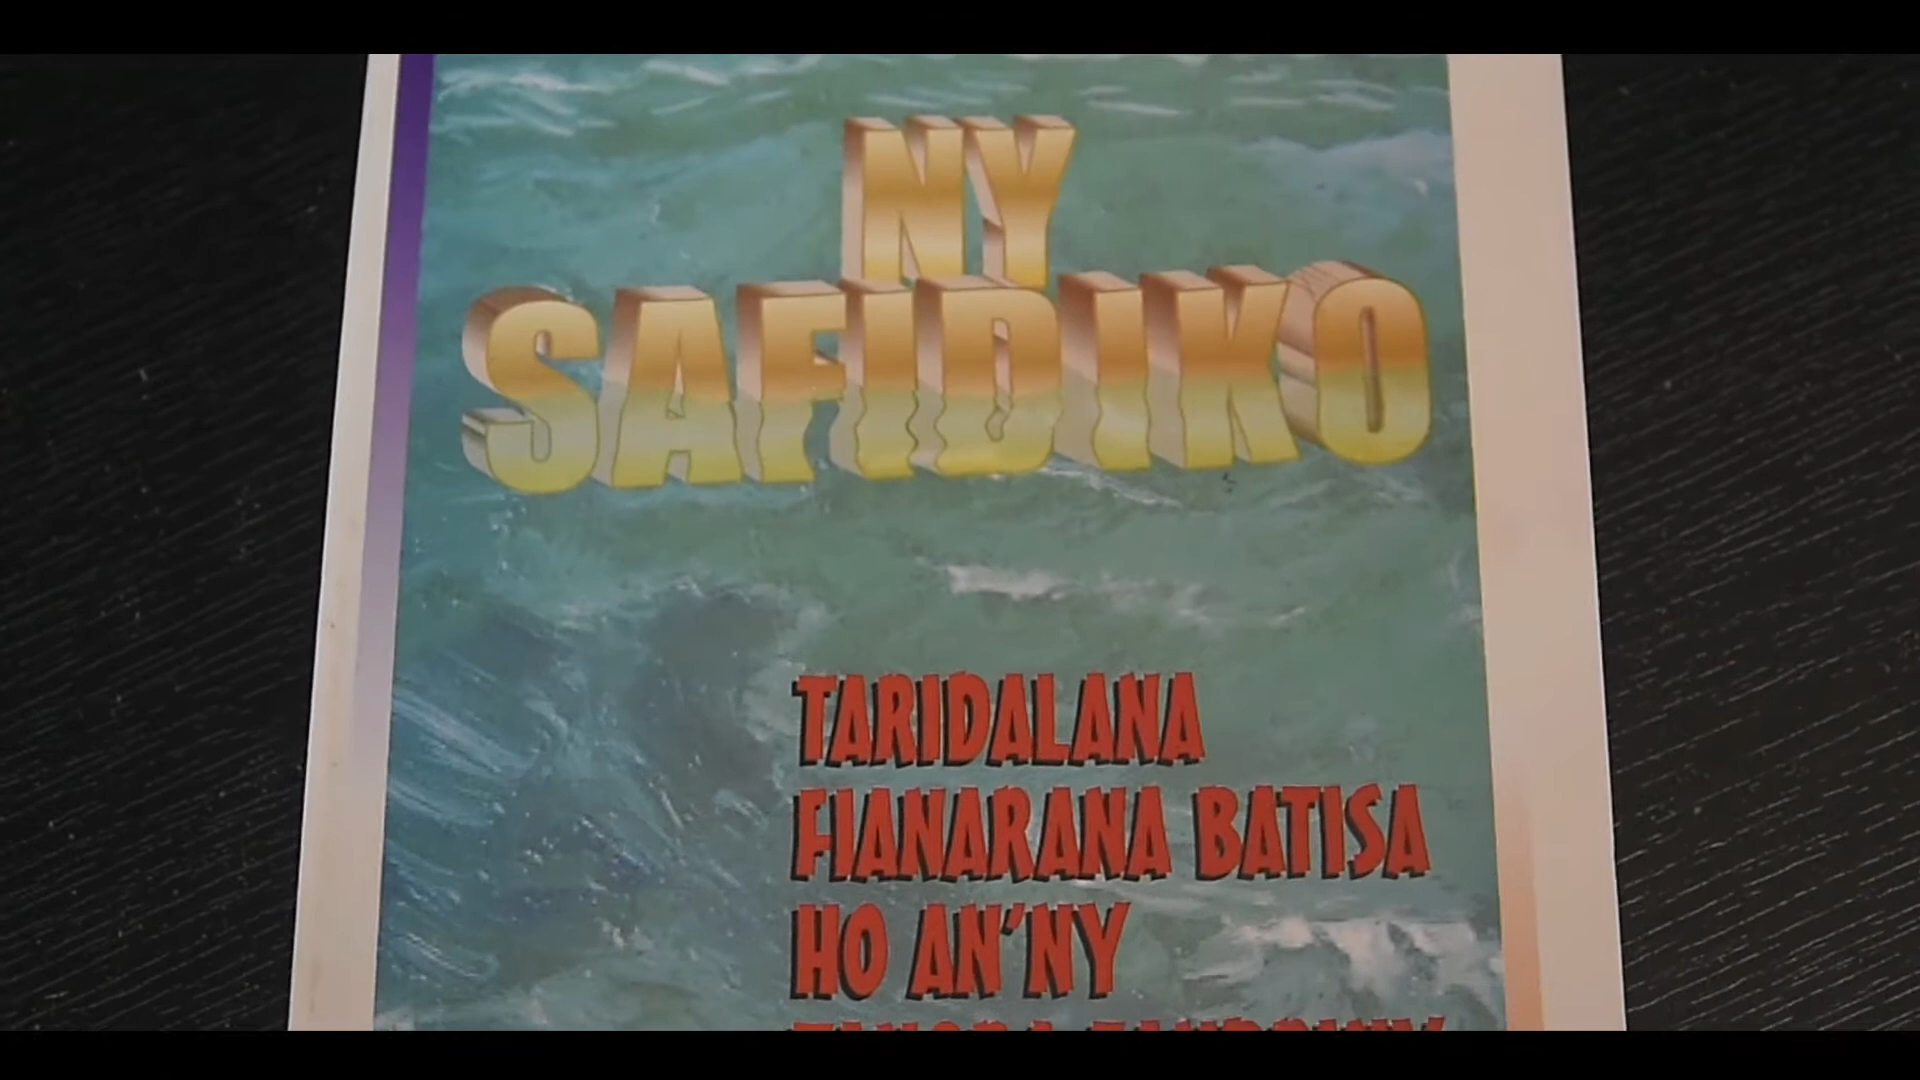 NY
SAFIDIKO
TARIDALANA
FIANARANA BATISA
HO AN'NY